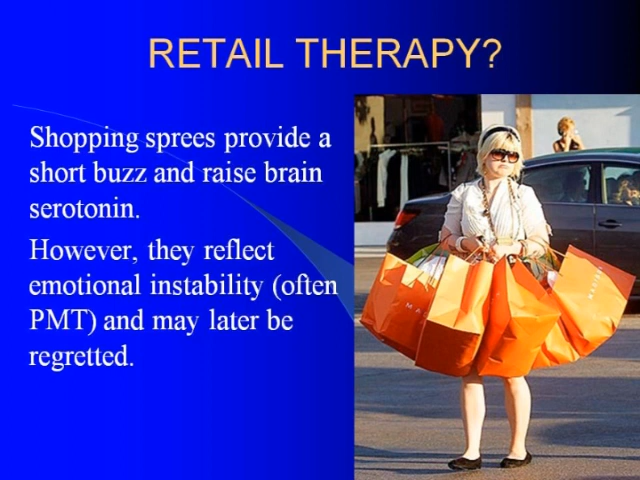 RETAIL THERAPY?
Shopping sprees provide a
short buzz and raise brain
serotonin.
However, they reflect
emotional instability (often
PMT) and may later be
regretted.